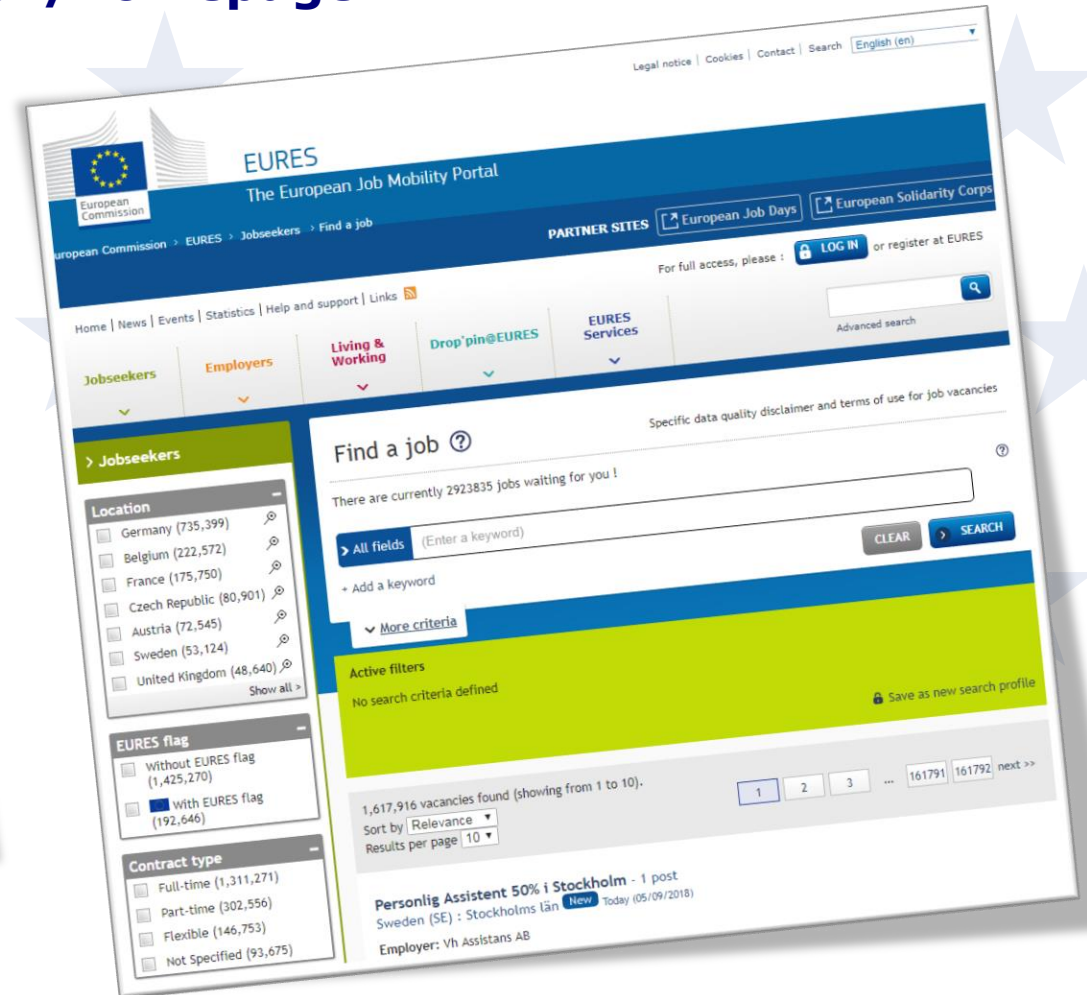 Legal notice | Cookies | Contact | Search English (en)
European Commission
EURES
The European Job Mobility Portal
European Commission > EURES > Jobseekers > Find a job
PARTNER SITES European Job Days European Solidarity Corps
For full access, please : LOG IN or register at EURES
Home | News | Events | Statistics | Help and support | Links
Jobseekers
Employers
Living & Working
Drop'pin@EURES
EURES Services
Advanced search
> Jobseekers
Location
Germany (735,399)
Belgium (222,572)
France (175,750)
Czech Republic (80,901)
Austria (72,545)
Sweden (53,124)
United Kingdom (48,640)
Show all >
EURES flag
Without EURES flag
(1,425,270)
With EURES flag
(192,646)
Contract type
Full-time (1,311,271)
Part-time (302,556)
Flexible (146,753)
Not Specified (93,675)
Find a job ?
Specific data quality disclaimer and terms of use for job vacancies
There are currently 2923835 jobs waiting for you !
All fields (Enter a keyword)
CLEAR SEARCH
+ Add a keyword
More criteria
Active filters
No search criteria defined
Save as new search profile
1,617,916 vacancies found (showing from 1 to 10).
Sort by Relevance
Results per page 10
1 2 3 ... 161791 161792 next >>
Personlig Assistent 50% i Stockholm - 1 post
Sweden (SE) : Stockholms län New Today (05/09/2018)
Employer: Vh Assistans AB